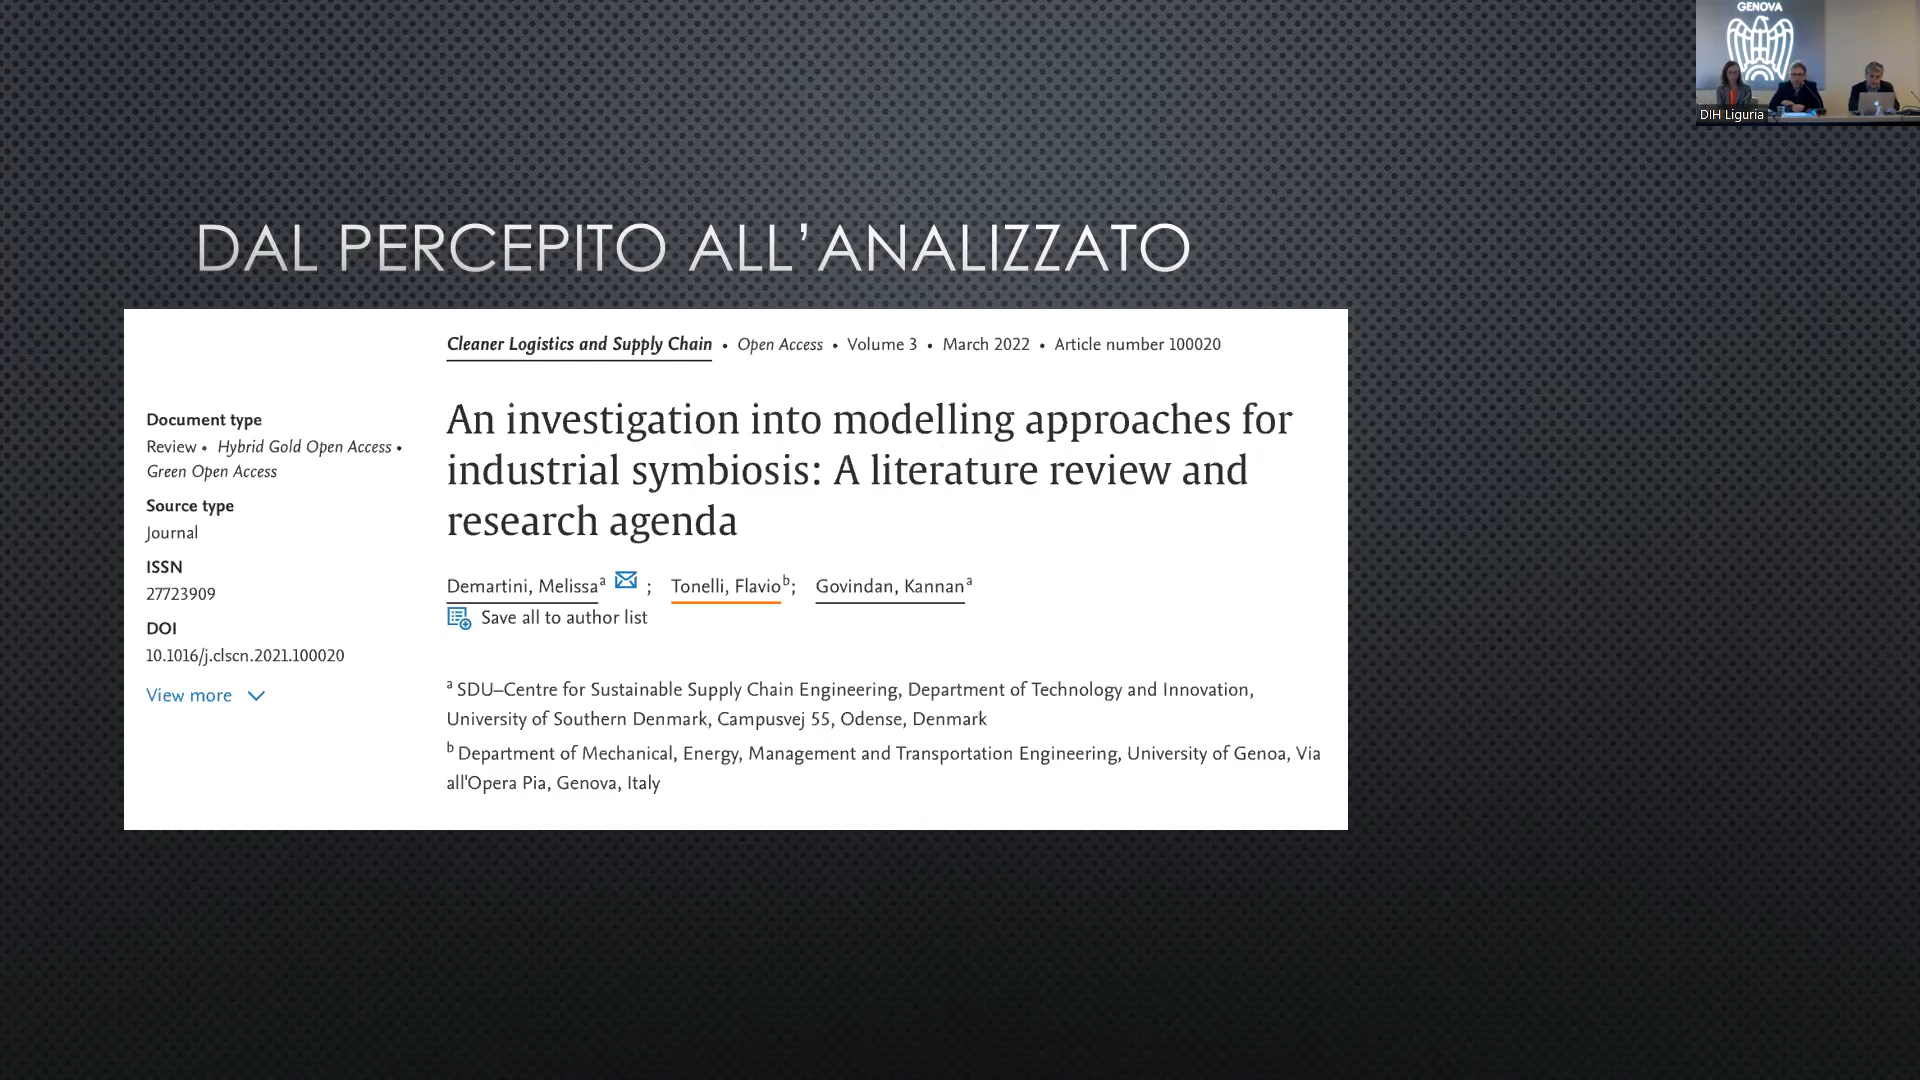 GENOVA
DIH Liguria
DAL PERCEPITO ALL’ANALIZZATO
Cleaner Logistics and Supply Chain • Open Access • Volume 3 • March 2022 • Article number 100020
Document type
Review • Hybrid Gold Open Access •
Green Open Access
Source type
Journal
ISSN
27723909
DOI
10.1016/j.clscn.2021.100020
View more
An investigation into modelling approaches for
industrial symbiosis: A literature review and
research agenda
Demartini, Melissa a ; Tonelli, Flavio b; Govindan, Kannan a
Save all to author list
a SDU–Centre for Sustainable Supply Chain Engineering, Department of Technology and Innovation,
University of Southern Denmark, Campusvej 55, Odense, Denmark
b Department of Mechanical, Energy, Management and Transportation Engineering, University of Genoa, Via
all'Opera Pia, Genova, Italy